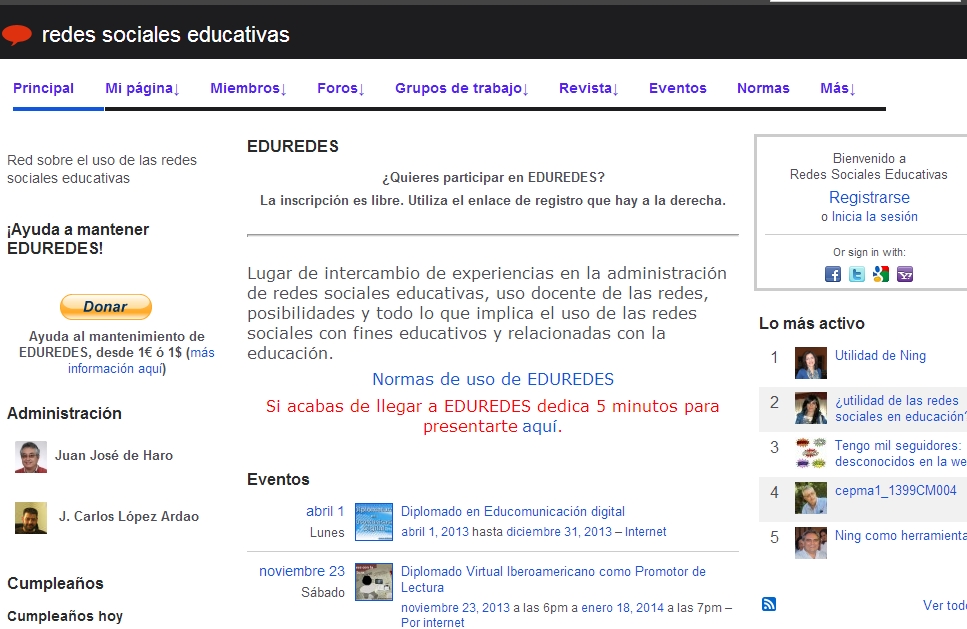 redes sociales educativas
Principal
Mi página↓
Miembros↓
Foros↓
Grupos de trabajo↓
Revista↓
Eventos
Normas
Más↓
Red sobre el uso de las redes
sociales educativas
¡Ayuda a mantener
EDUREDES!
Donar
Ayuda al mantenimiento de
EDUREDES, desde 1€ ó 1$ (más
información aquí)
Administración
Juan José de Haro
J. Carlos López Ardao
Cumpleaños
Cumpleaños hoy
EDUREDES
¿Quieres participar en EDUREDES?
La inscripción es libre. Utiliza el enlace de registro que hay a la derecha.
Lugar de intercambio de experiencias en la administración
de redes sociales educativas, uso docente de las redes,
posibilidades y todo lo que implica el uso de las redes
sociales con fines educativos y relacionadas con la
educación.
Normas de uso de EDUREDES
Si acabas de llegar a EDUREDES dedica 5 minutos para
presentarte aquí.
Eventos
abril 1
Lunes
Diplomado en Educomunicación digital
abril 1, 2013 hasta diciembre 31, 2013 – Internet
noviembre 23
Sábado
Diplomado Virtual Iberoamericano como Promotor de
Lectura
noviembre 23, 2013 a las 6pm a enero 18, 2014 a las 7pm –
Por internet
Bienvenido a
Redes Sociales Educativas
Registrarse
o Inicia la sesión
Or sign in with:
Lo más activo
1 Utilidad de Ning
2 ¿utilidad de las redes
sociales en educación?
3 Tengo mil seguidores:
desconocidos en la we
4 cepma1_1399CM004
5 Ning como herramienta
Ver todo